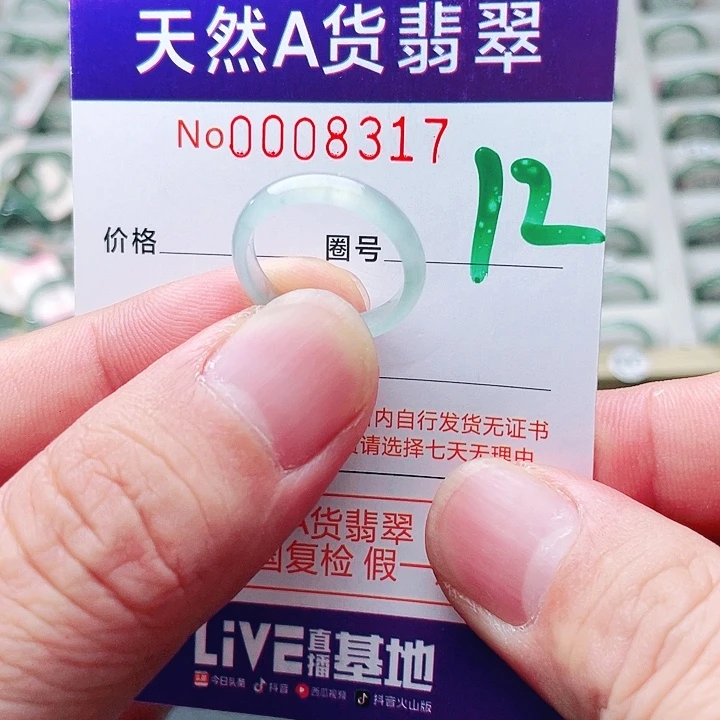 天然A货翡翠
No0008317
价格 圈号 12
内自行发货无证书
请选择七天无理由
A货翡翠
复检 假一
LiVE直播基地
今日头条 抖音 西瓜视频 抖音火山版